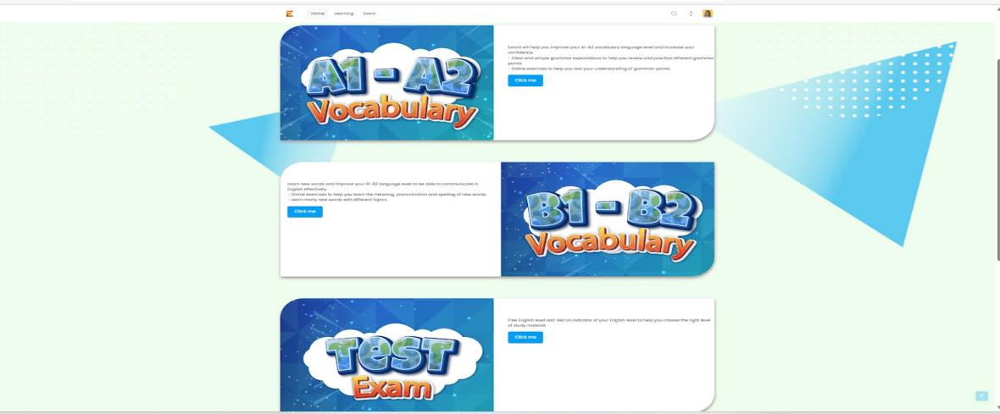 Home Learning Exam
A1 - A2
Vocabulary
Eword will help you improve your A1-A2 vocabulary language level and increase your
confidence.
- Clear and simple grammar explanations to help you review and practice different grammar
points.
- Online exercises to help you test your understanding of grammar points.
Click me
Learn new words and improve your B1-B2 language level to be able to communicate in
English effectively.
- Online exercises to help you learn the meaning, pronunciation and spelling of new words.
- Learn many new words with different topics.
Click me
B1 - B2
Vocabulary
TeST
Exam
Free English level test: Get an indicator of your English level to help you choose the right level
of study material.
Click me